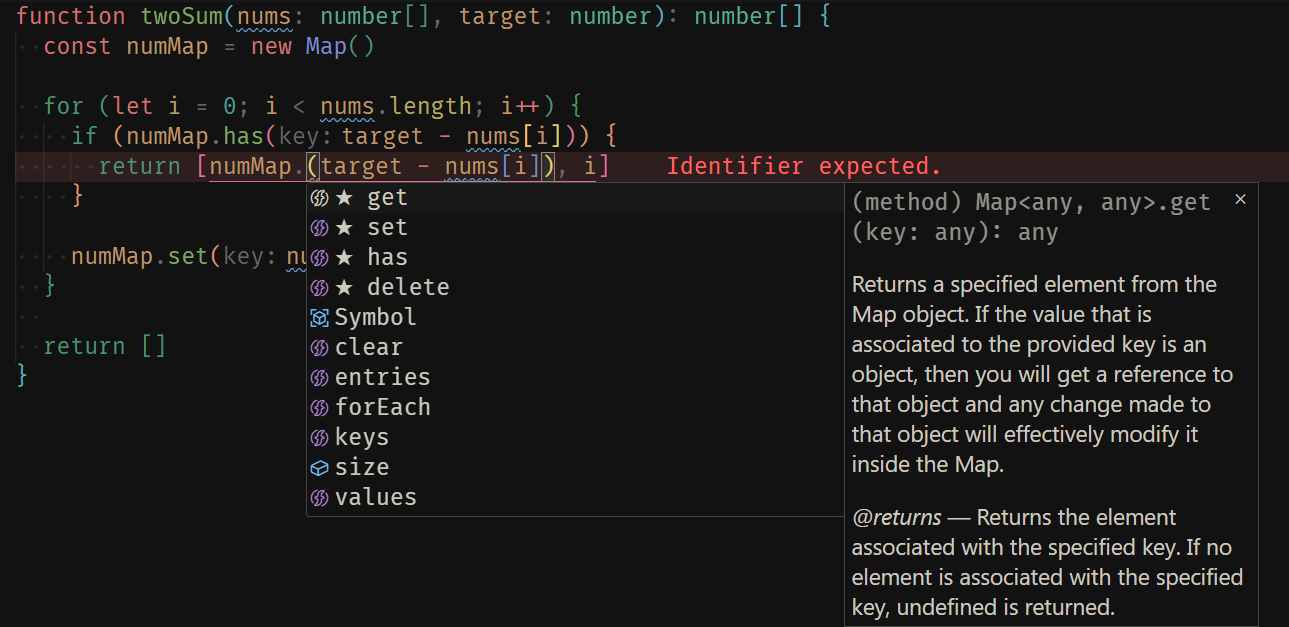 function twoSum(nums: number[], target: number): number[] {
const numMap = new Map()
for (let i = 0; i < nums.length; i++) {
if (numMap.has(key: target - nums[i])) {
return [numMap.(target - nums[i]), i] Identifier expected.
}
numMap.set(key: nu
}
return []
}
★ get
★ set
★ has
★ delete
Symbol
clear
entries
forEach
keys
size
values
(method) Map<any, any>.get
(key: any): any
×
Returns a specified element from the
Map object. If the value that is
associated to the provided key is an
object, then you will get a reference to
that object and any change made to
that object will effectively modify it
inside the Map.
@returns — Returns the element
associated with the specified key. If no
element is associated with the specified
key, undefined is returned.